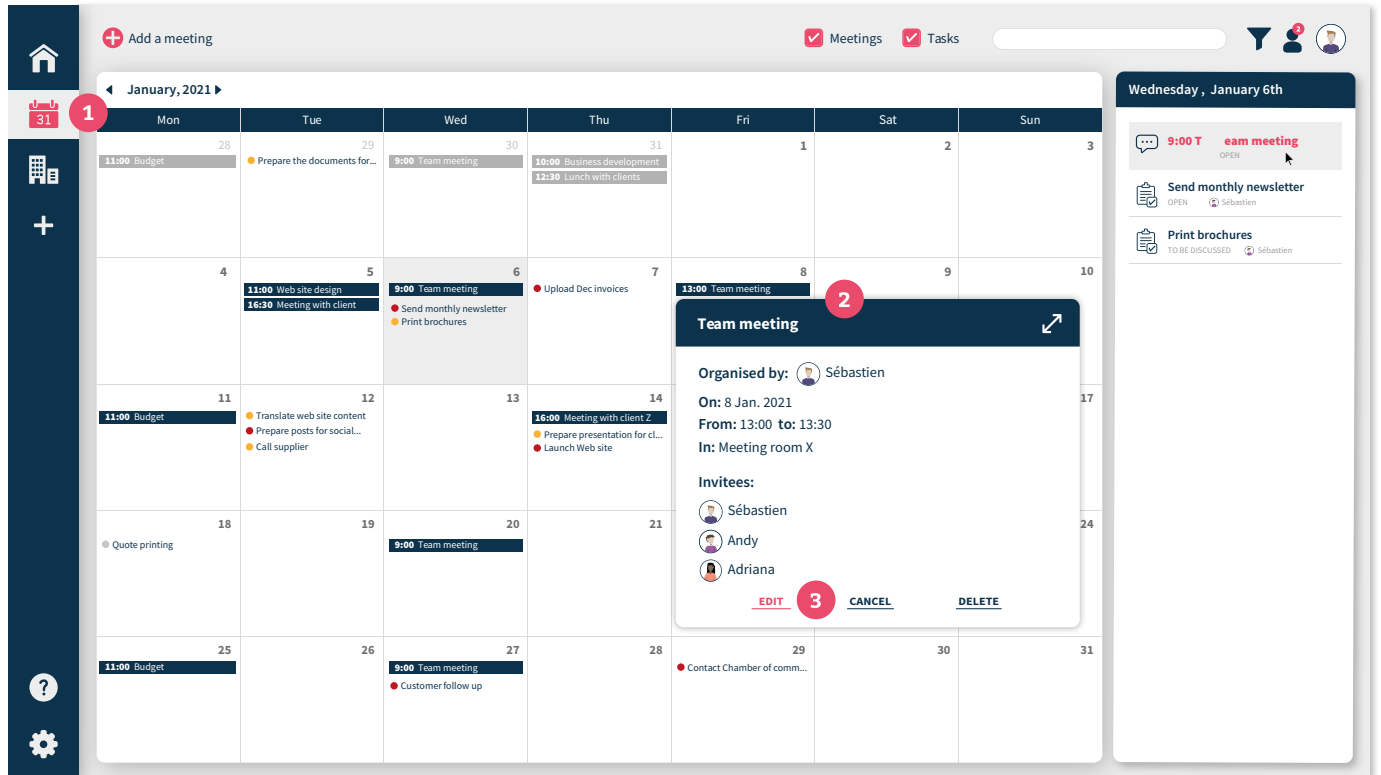 Add a meeting
Meetings
Tasks
2
January, 2021
31
1
Mon Tue Wed Thu Fri Sat Sun
28 29 30 31 1 2 3
11:00 Budget
Prepare the documents for...
9:00 Team meeting
10:00 Business development
12:30 Lunch with clients
4 5 6 7 8 9 10
11:00 Web site design
16:30 Meeting with client
9:00 Team meeting
Send monthly newsletter
Print brochures
Upload Dec invoices
13:00 Team meeting
11 12 13 14 17
11:00 Budget
Translate web site content
Prepare posts for social...
Call supplier
16:00 Meeting with client Z
Prepare presentation for cl...
Launch Web site
18 19 20 21 24
Quote printing
9:00 Team meeting
25 26 27 28 29 30 31
11:00 Budget
9:00 Team meeting
Customer follow up
Contact Chamber of comm...
2
Team meeting
Organised by: Sébastien
On: 8 Jan. 2021
From: 13:00 to: 13:30
In: Meeting room X
Invitees:
Sébastien
Andy
Adriana
EDIT 3 CANCEL DELETE
Wednesday , January 6th
9:00 T eam meeting
OPEN
Send monthly newsletter
OPEN Sébastien
Print brochures
TO BE DISCUSSED Sébastien
?